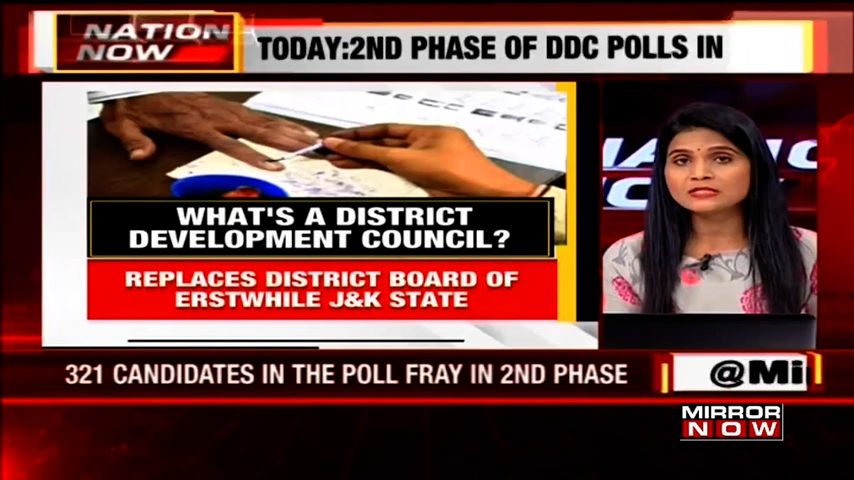 NATION
NOW
TODAY:2ND PHASE OF DDC POLLS IN
WHAT'S A DISTRICT
DEVELOPMENT COUNCIL?
REPLACES DISTRICT BOARD OF
ERSTWHILE J&K STATE
321 CANDIDATES IN THE POLL FRAY IN 2ND PHASE
@Mi
MIRROR
NOW